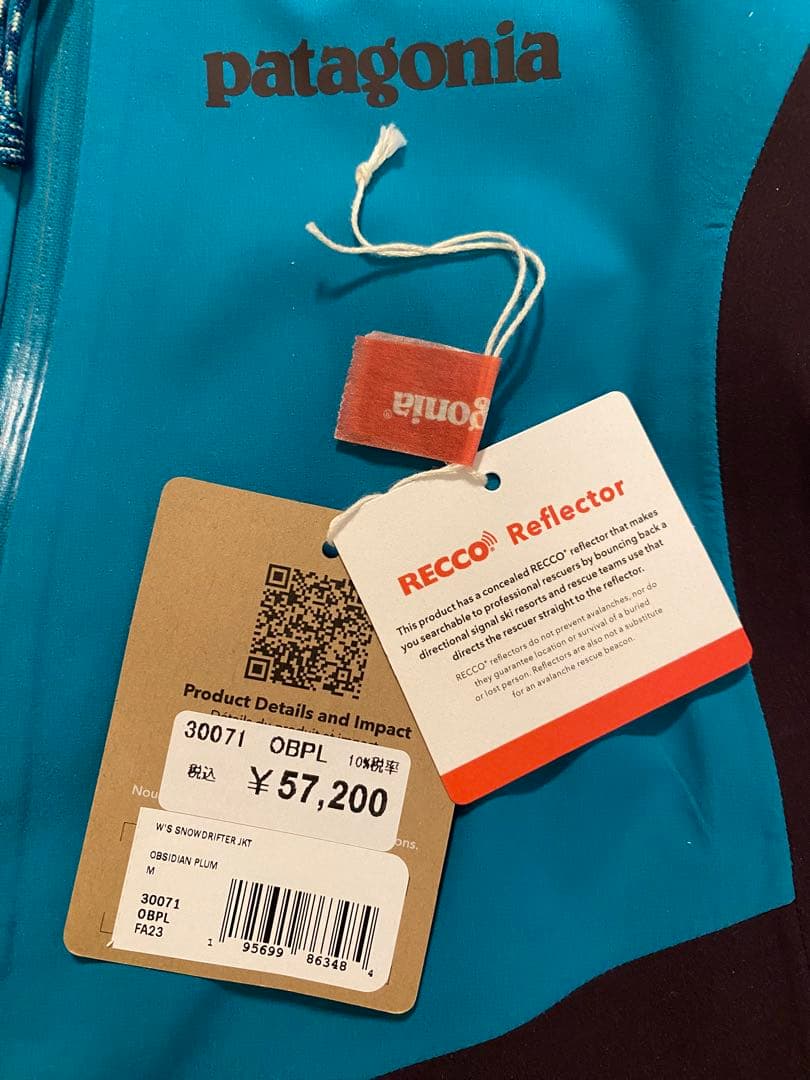 patagonia
gonia®
RECCO® Reflector
This product has a concealed RECCO® reflector that makes
you searchable to professional rescuers by bouncing back a
directional signal ski resorts and rescue teams use that
directs the rescuer straight to the reflector.
RECCO® reflectors do not prevent avalanches, nor do
they guarantee location or survival of a buried
or lost person. Reflectors are also not a substitute
for an avalanche rescue beacon.
Product Details and Impact
30071 OBPL 10%税率
税込 ¥57,200
Nou
ons.
W'S SNOWDRIFTER JKT
OBSIDIAN PLUM
M
30071
OBPL
FA23
1 95699 86348 4